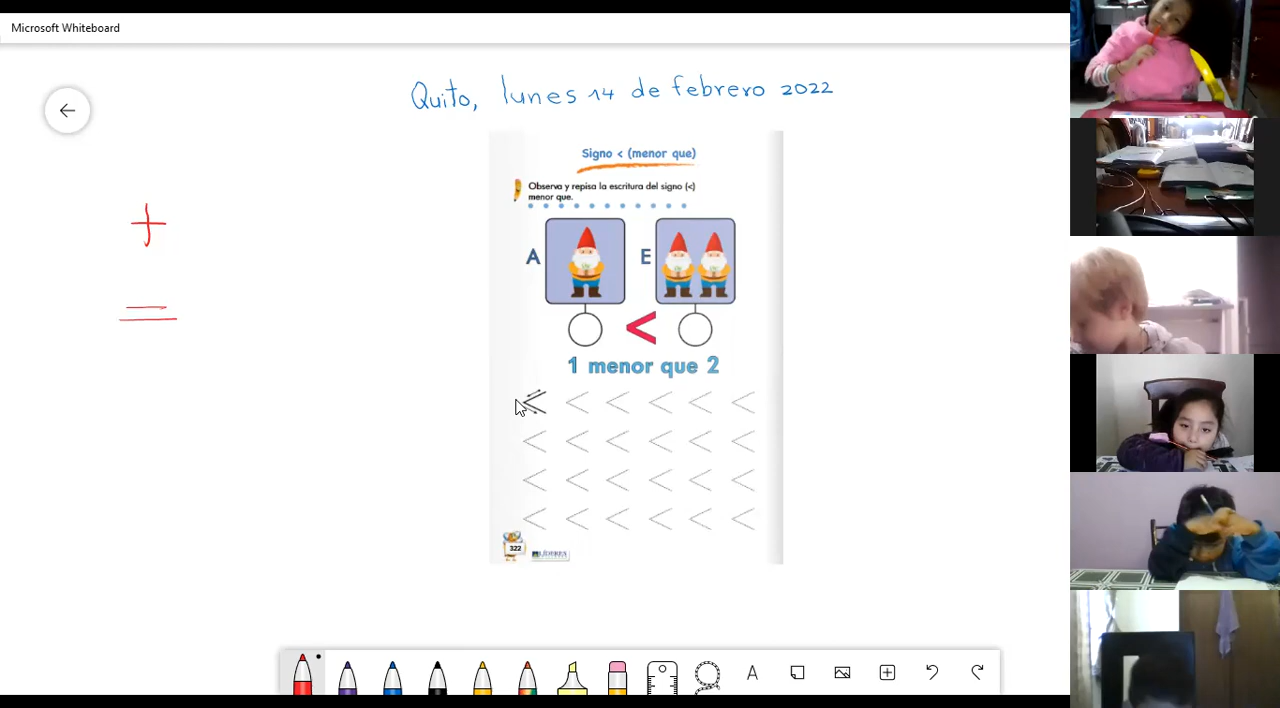 Microsoft Whiteboard
Quito, lunes 14 de febrero 2022
Signo < (menor que)
Observa y repisa la escritura del signo (<)
menor que.
+
A E
=
<
1 menor que 2
< < < < < <
< < < < < <
< < < < < <
< < < < < <
322
LÍDERES
A